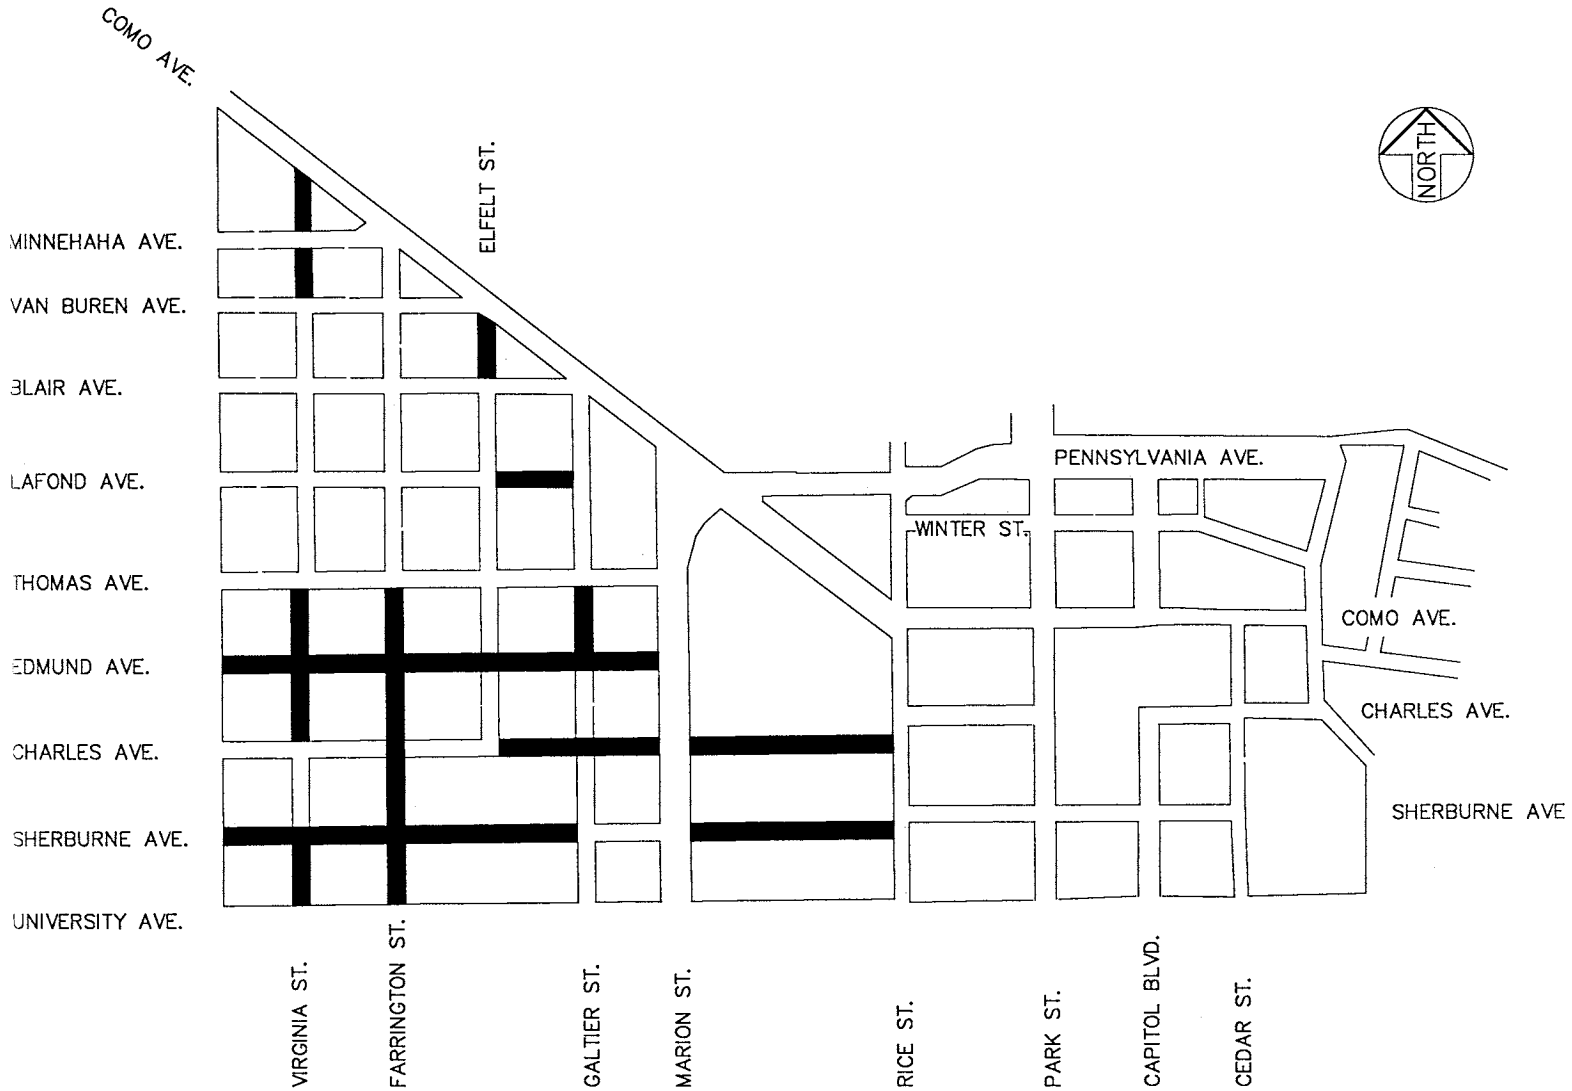 COMO AVE.
NORTH
ELFELT ST.
MINNEHAHA AVE.
VAN BUREN AVE.
BLAIR AVE.
PENNSYLVANIA AVE.
LAFOND AVE.
WINTER ST.
THOMAS AVE.
COMO AVE.
EDMUND AVE.
CHARLES AVE.
CHARLES AVE.
SHERBURNE AVE
SHERBURNE AVE.
UNIVERSITY AVE.
VIRGINIA ST.
FARRINGTON ST.
GALTIER ST.
MARION ST.
RICE ST.
PARK ST.
CAPITOL BLVD.
CEDAR ST.